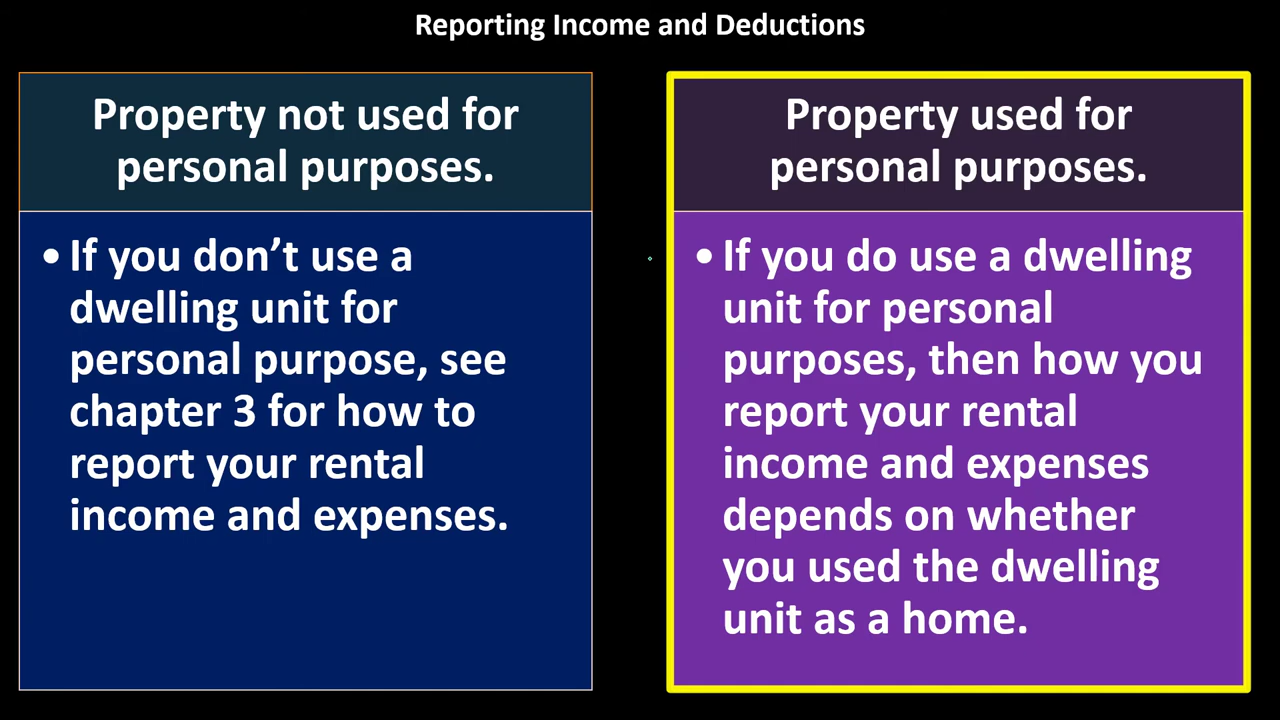 Reporting Income and Deductions
Property not used for
personal purposes.
• If you don’t use a
dwelling unit for
personal purpose, see
chapter 3 for how to
report your rental
income and expenses.
Property used for
personal purposes.
• If you do use a dwelling
unit for personal
purposes, then how you
report your rental
income and expenses
depends on whether
you used the dwelling
unit as a home.